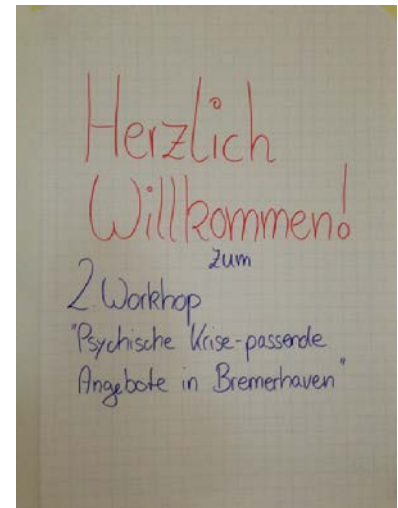 Herzlich
Willkommen!
zum
2. Workhop
"Psychische Krise-passende
Angebote in Bremerhaven"